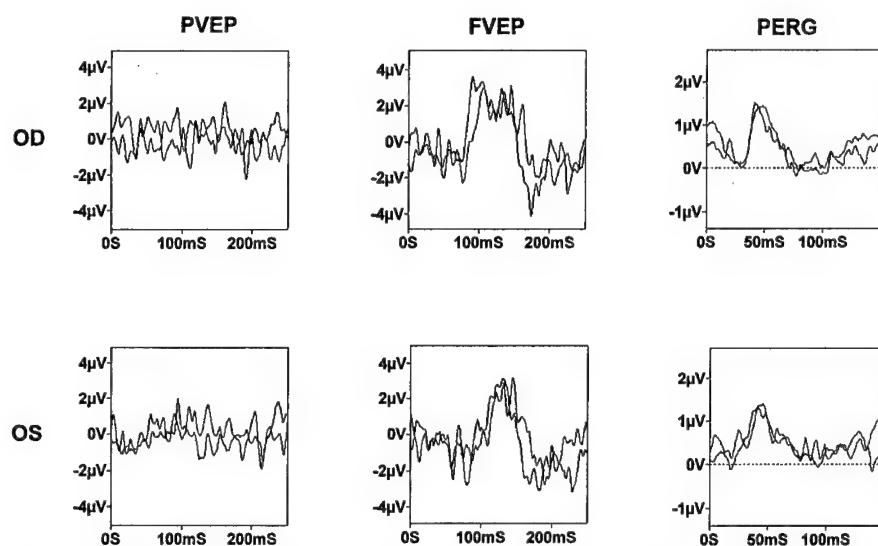 PVEP FVEP PERG
OD
4µV
2µV
0V
-2µV
-4µV
0S 100mS 200mS
4µV
2µV
0V
-2µV
-4µV
0S 100mS 200mS
2µV
1µV
0V
-1µV
0S 50mS 100mS
OS
4µV
2µV
0V
-2µV
-4µV
0S 100mS 200mS
4µV
2µV
0V
-2µV
-4µV
0S 100mS 200mS
2µV
1µV
0V
-1µV
0S 50mS 100mS